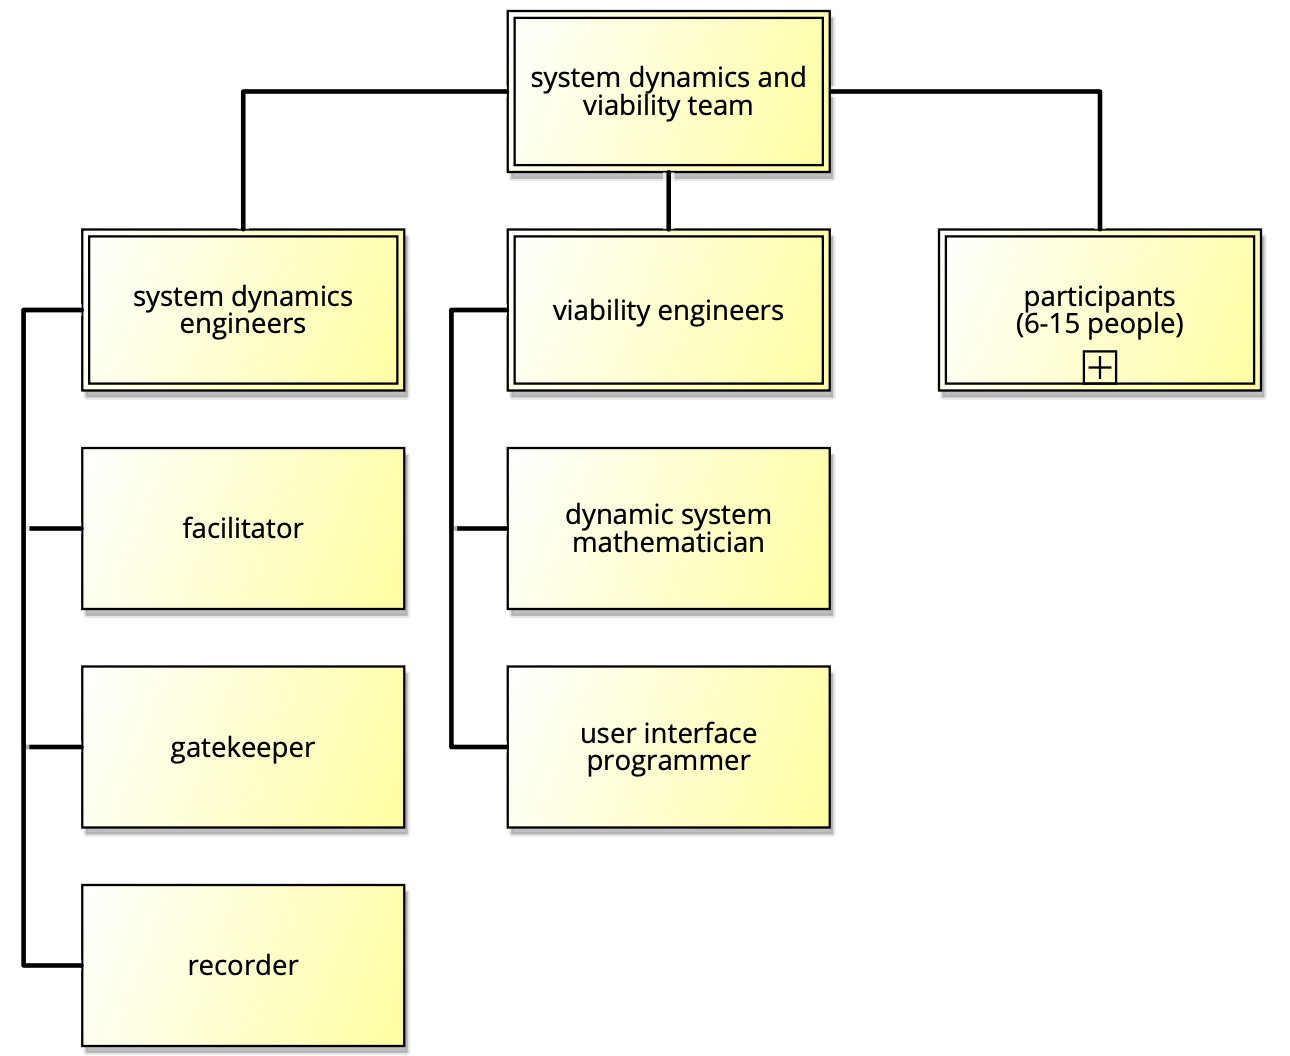 system dynamics and
viability team
system dynamics
engineers
viability engineers
participants
(6-15 people)
facilitator
dynamic system
mathematician
gatekeeper
user interface
programmer
recorder